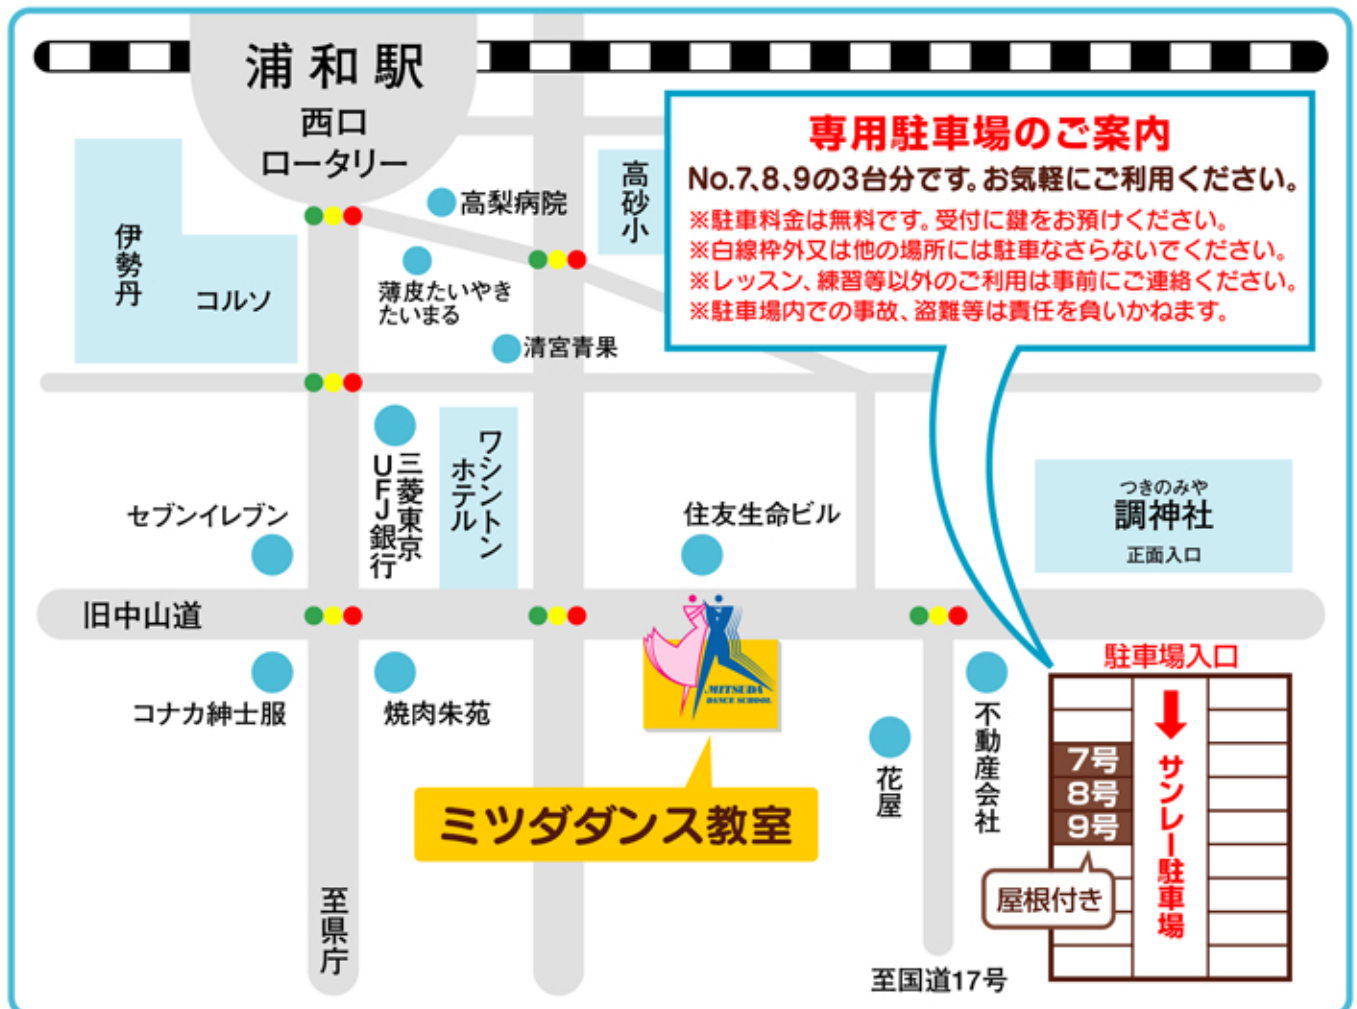 浦和駅
西口
ロータリー
専用駐車場のご案内
No.7、8、9の3台分です。お気軽にご利用ください。
※駐車料金は無料です。受付に鍵をお預けください。
※白線枠外又は他の場所には駐車なさらないでください。
※レッスン、練習等以外のご利用は事前にご連絡ください。
※駐車場内での事故、盗難等は責任を負いかねます。
高砂小
高梨病院
伊勢丹
コルソ
薄皮たいやき
たいまる
清宮青果
三菱東京
UFJ銀行
ワシントン
ホテル
セブンイレブン
住友生命ビル
つきのみや
調神社
正面入口
旧中山道
MITSUDA
DANCE SCHOOL
コナカ紳士服
焼肉朱苑
ミツダダンス教室
花屋
不動産会社
駐車場入口
7号
8号
9号
サンレー駐車場
屋根付き
至県庁
至国道17号